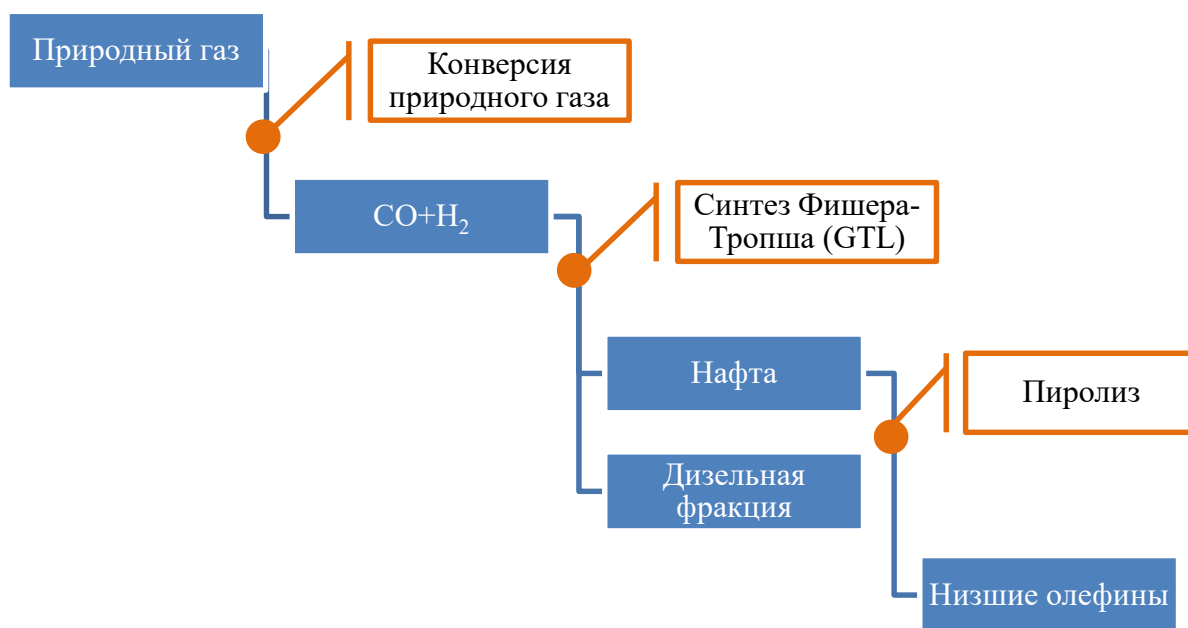 Природный газ
Конверсия
природного газа
CO+H₂
Синтез Фишера-
Тропша (GTL)
Нафта
Пиролиз
Дизельная
фракция
Низшие олефины